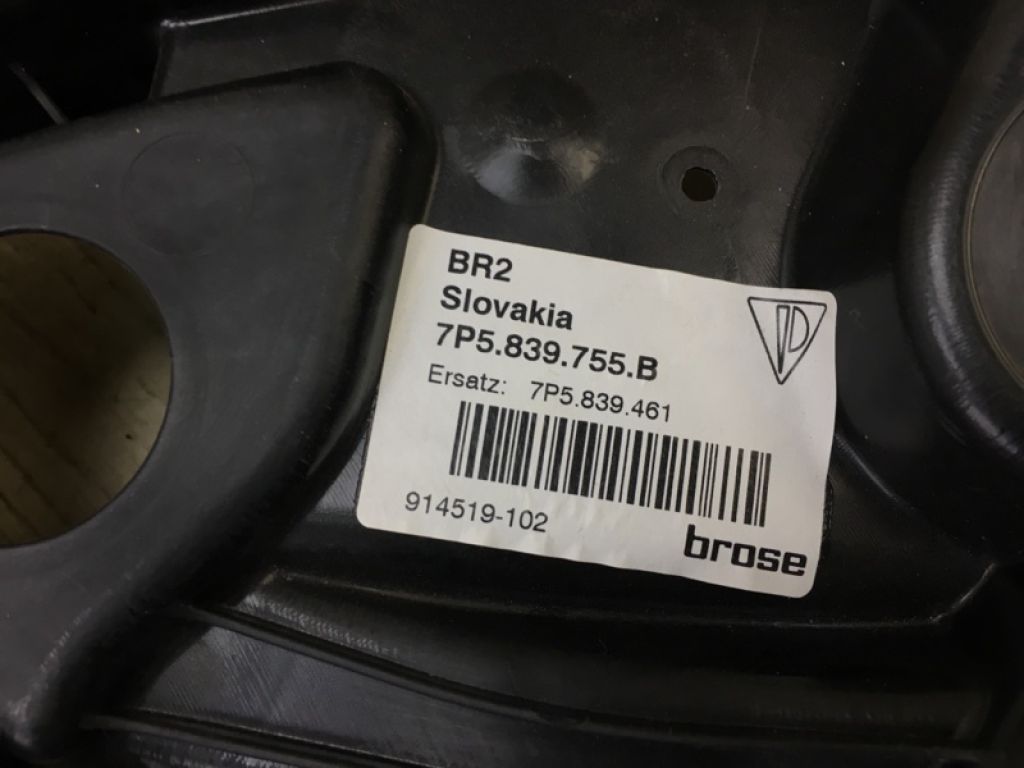 BR2
Slovakia
7P5.839.755.B
Ersatz: 7P5.839.461
914519-102
brose